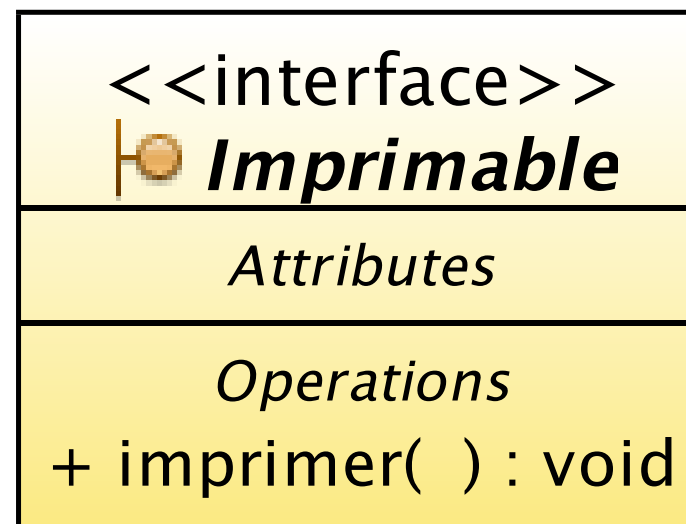 <<interface>>
Imprimable
Attributes
Operations
+ imprimer( ) : void